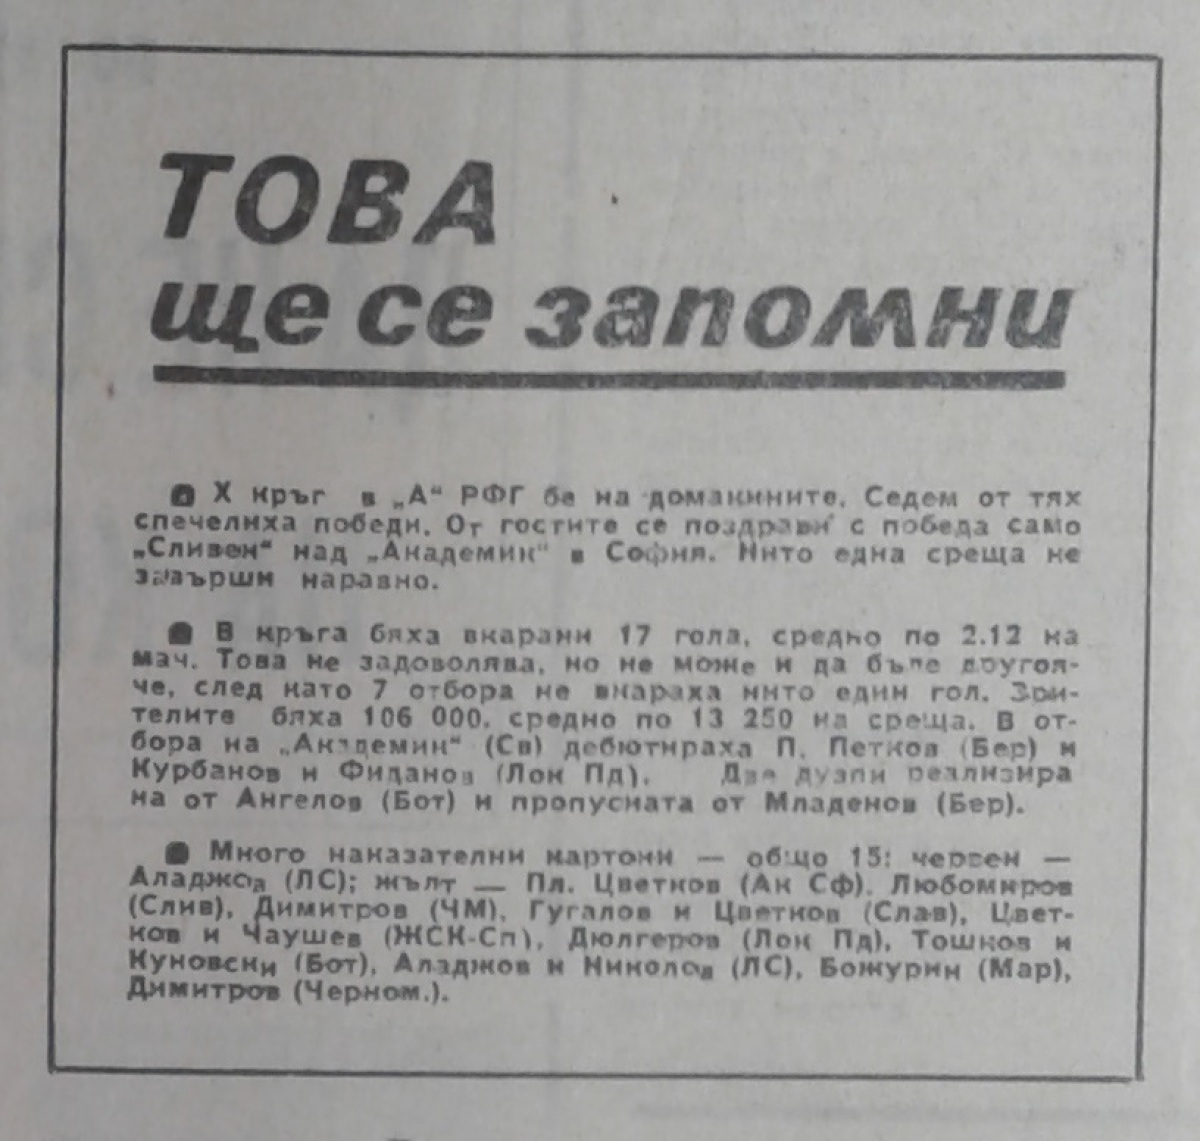 ТОВА
ще се запомни
● X кръг в „А“ РФГ бе на домакините. Седем от тях
спечелиха победи. От гостите се поздрави с победа само
„Сливен“ над „Академик“ в София. Нито една среща не
завърши наравно.
● В кръга бяха вкарани 17 гола, средно по 2.12 на
мач. Това не задоволява, но не може и да бъде другоя-
че, след като 7 отбора не вкараха нито един гол. Зри-
телите бяха 106 000, средно по 13 250 на среща. В от-
бора на „Академик“ (Св) дебютираха П. Петков (Бер) и
Курбанов и Фиданов (Лок Пд). Две дузпи реализира
на от Ангелов (Бот) и пропусната от Младенов (Бер).
● Много наказателни картони — общо 15: червен —
Аладжов (ЛС); жълт — Пл. Цветков (Ак Сф), Любомиров
(Слив), Димитров (ЧМ), Гугалов и Цветков (Слав), Цвет-
ков и Чаушев (ЖСК-Сп), Дюлгеров (Лок Пд), Тошков и
Куновски (Бот), Аладжов и Николов (ЛС), Божурин (Мар),
Димитров (Черном.).